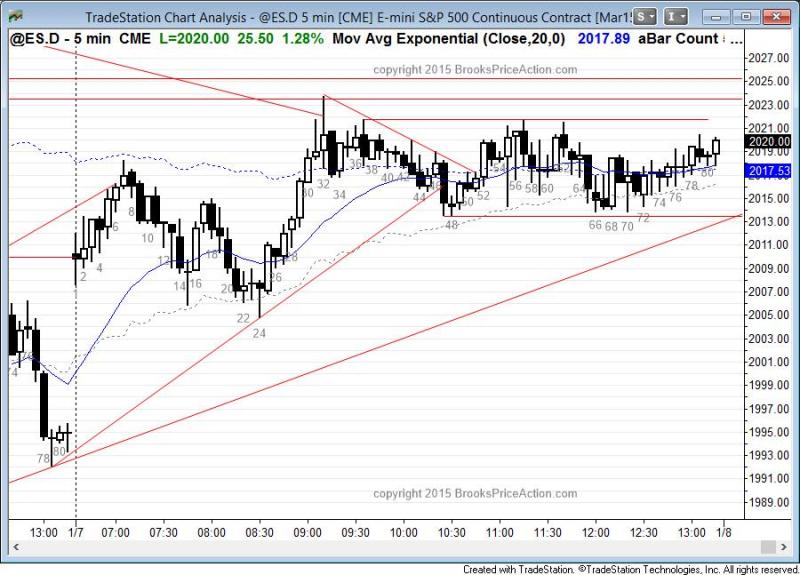 TradeStation Chart Analysis - @ES.D 5 min [CME] E-mini S&P 500 Continuous Contract [Mar15
S
I
@ES.D - 5 min CME L=2020.00 25.50 1.28% Mov Avg Exponential (Close,20,0) 2017.89 aBar Count ...
copyright 2015 BrooksPriceAction.com
2027.00
2025.00
2023.00
2021.00
2020.00
2019.00
2017.53
2015.00
2013.00
2011.00
2009.00
2007.00
2005.00
2003.00
2001.00
1999.00
1997.00
1995.00
1993.00
1991.00
1989.00
78 80 2 4 6 8 10 12 14 16 18 20 22 24 26 28 30 32 34 36 38 40 42 44 46 48 50 52 54 56 58 60 62 64 66 68 70 72 74 76 78 80
copyright 2015 BrooksPriceAction.com
13:00 1/7 07:00 07:30 08:00 08:30 09:00 09:30 10:00 10:30 11:00 11:30 12:00 12:30 13:00 1/8
Created with TradeStation. ©TradeStation Technologies, Inc. All rights reserved.